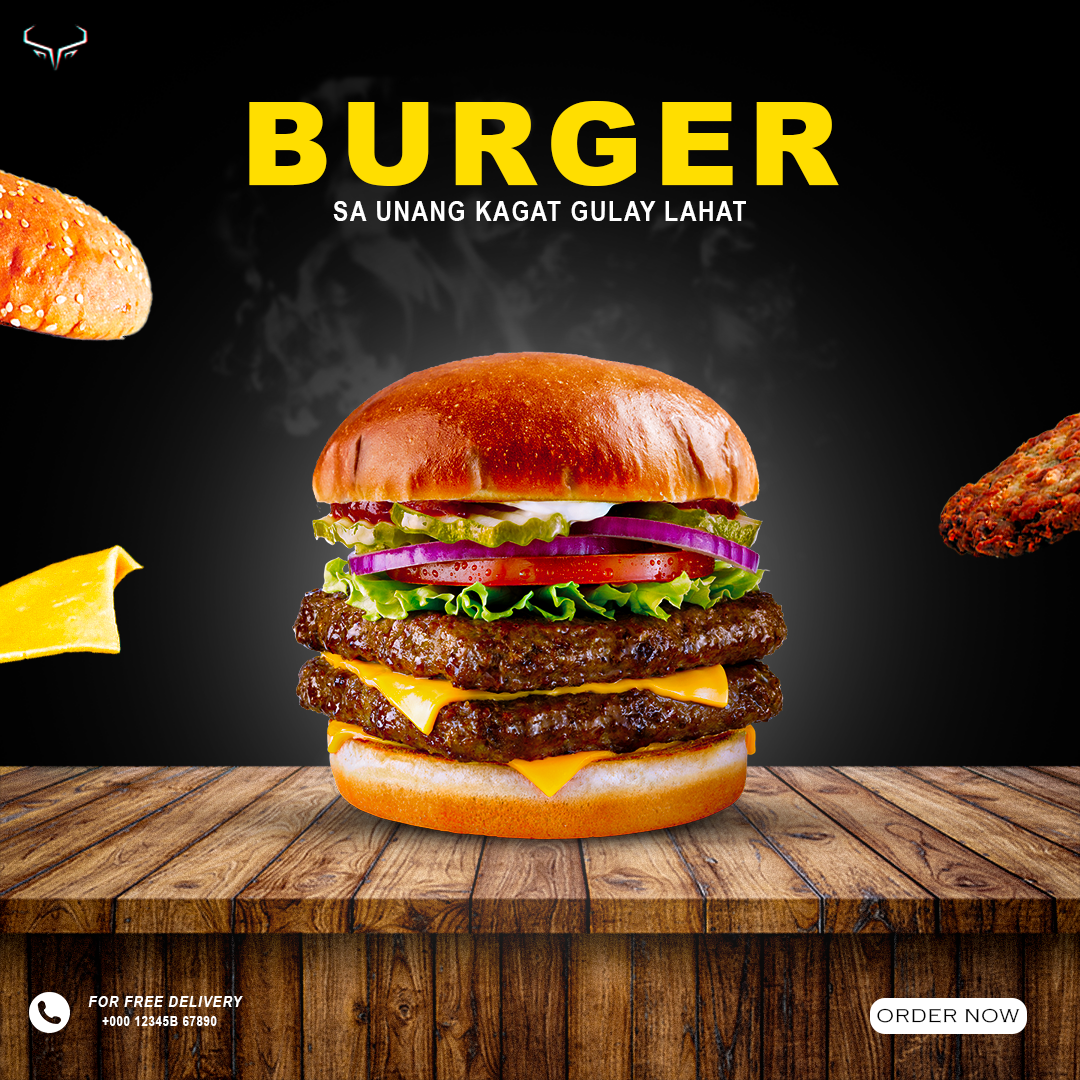 BURGER
SA UNANG KAGAT GULAY LAHAT
FOR FREE DELIVERY
+000 12345B 67890
ORDER NOW